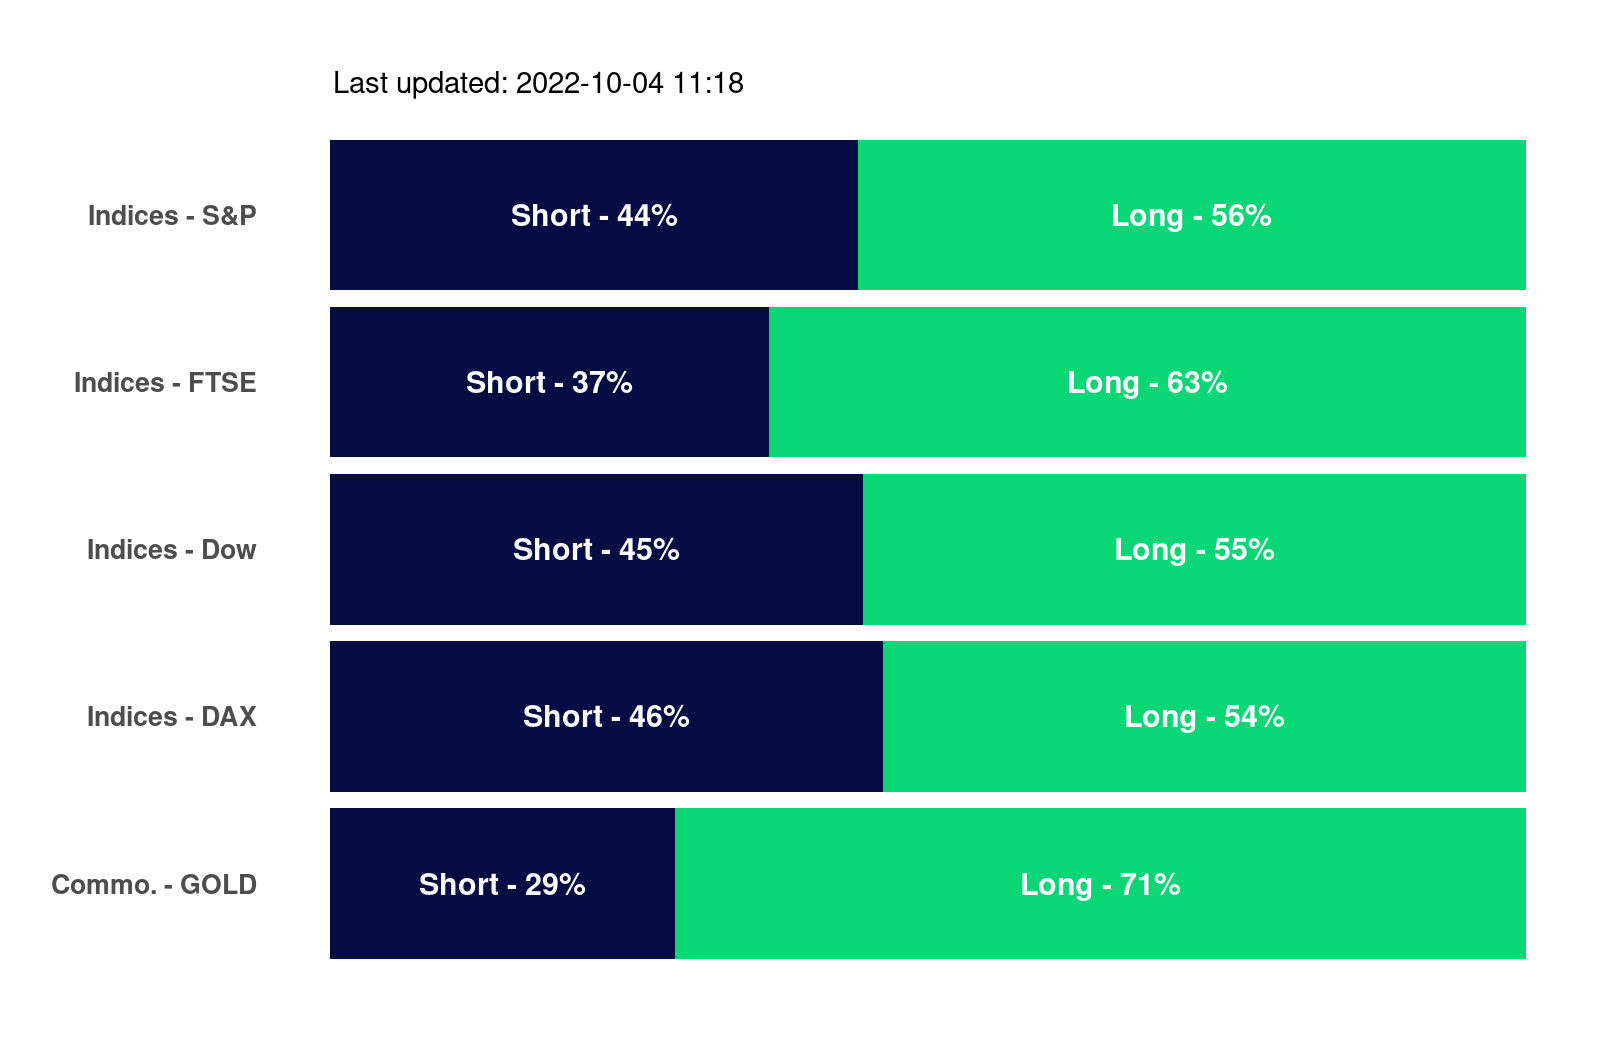 Last updated: 2022-10-04 11:18
Indices - S&P Short - 44% Long - 56%
Indices - FTSE Short - 37% Long - 63%
Indices - Dow Short - 45% Long - 55%
Indices - DAX Short - 46% Long - 54%
Commo. - GOLD Short - 29% Long - 71%